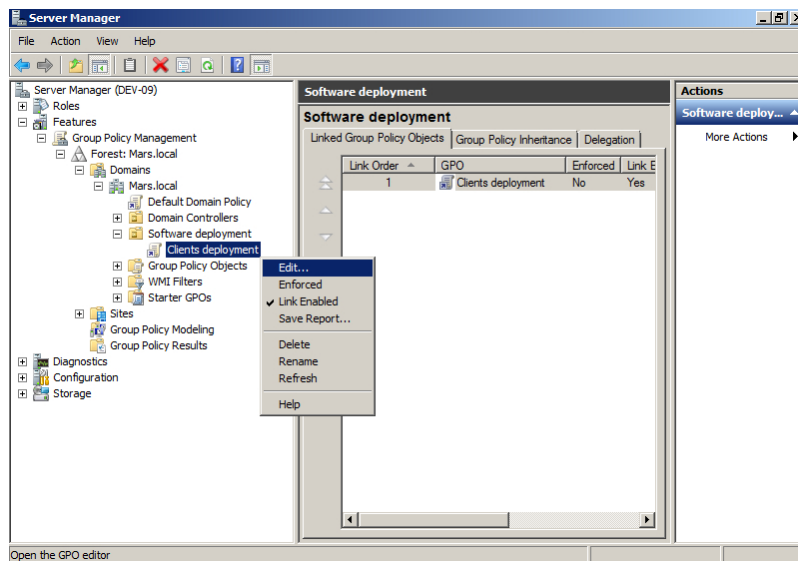 Server Manager
File Action View Help
Server Manager (DEV-09)
Roles
Features
Group Policy Management
Forest: Mars.local
Domains
Mars.local
Default Domain Policy
Domain Controllers
Software deployment
Clients deployment
Group Policy Objects
WMI Filters
Starter GPOs
Sites
Group Policy Modeling
Group Policy Results
Diagnostics
Configuration
Storage
Edit...
Enforced
Link Enabled
Save Report...
Delete
Rename
Refresh
Help
Software deployment
Software deployment
Linked Group Policy Objects Group Policy Inheritance Delegation
Link Order GPO Enforced Link E
1 Clients deployment No Yes
Actions
Software deploy...
More Actions
Open the GPO editor